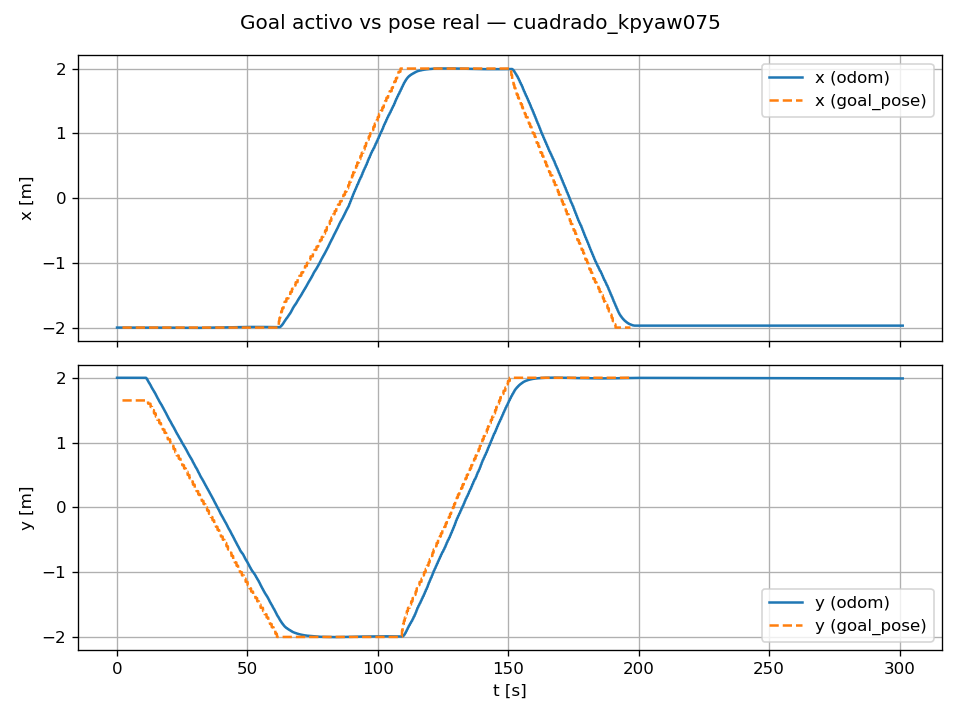 Goal activo vs pose real — cuadrado_kpyaw075
2
1
0
−1
−2
x [m]
x (odom)
x (goal_pose)
2
1
0
−1
−2
y [m]
y (odom)
y (goal_pose)
0 50 100 150 200 250 300
t [s]